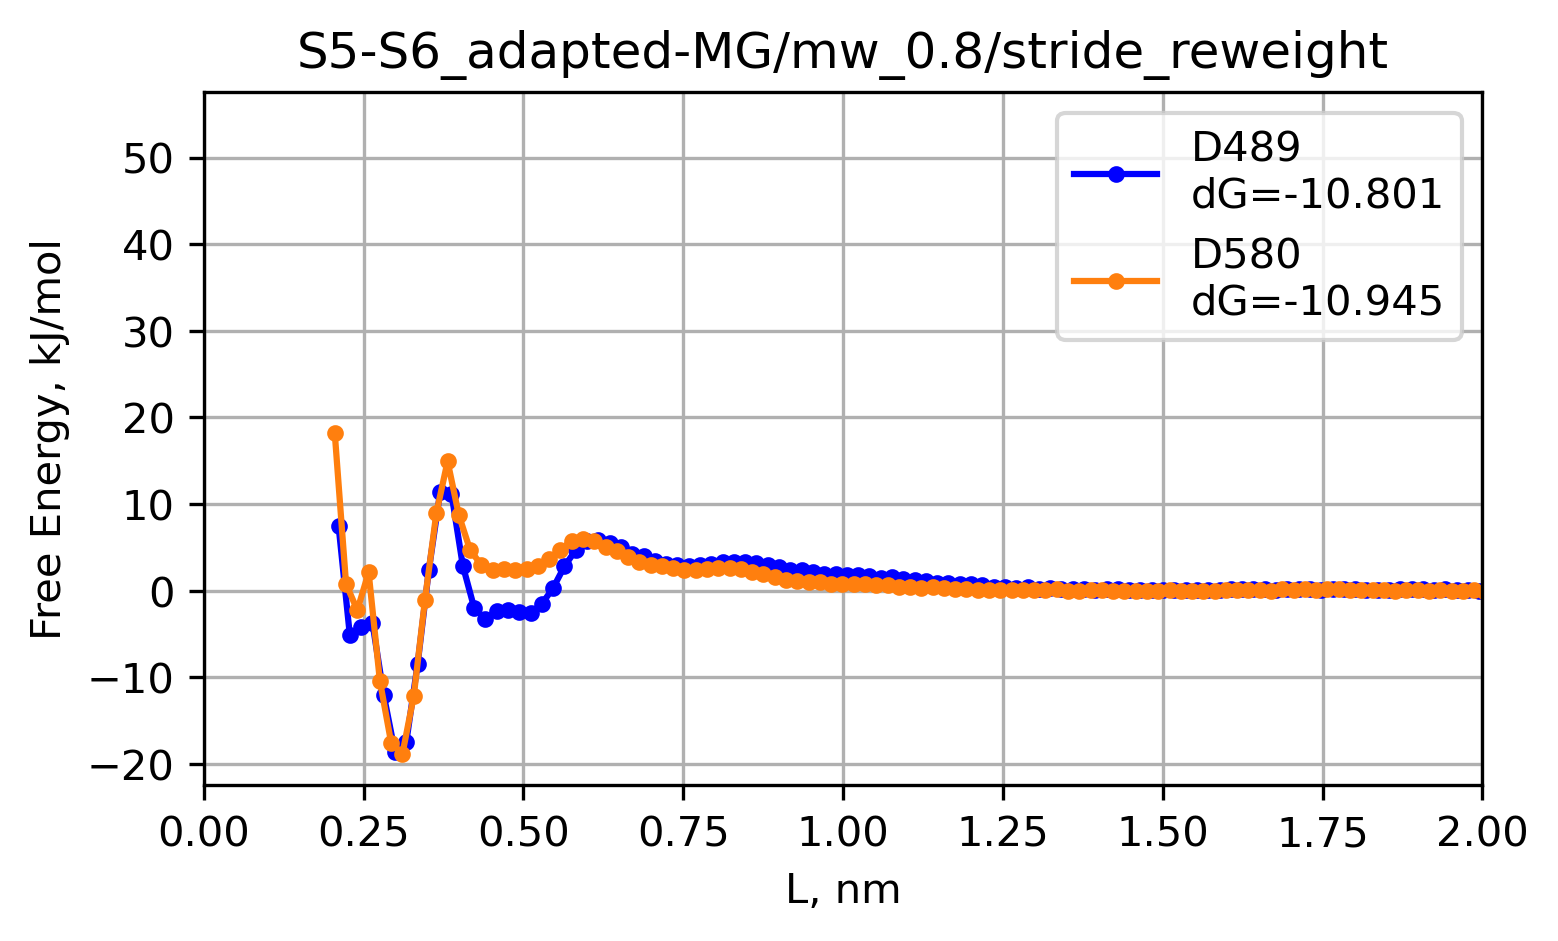 S5-S6_adapted-MG/mw_0.8/stride_reweight
D489
dG=-10.801
D580
dG=-10.945
Free Energy, kJ/mol
50
40
30
20
10
0
−10
−20
0.00 0.25 0.50 0.75 1.00 1.25 1.50 1.75 2.00
L, nm